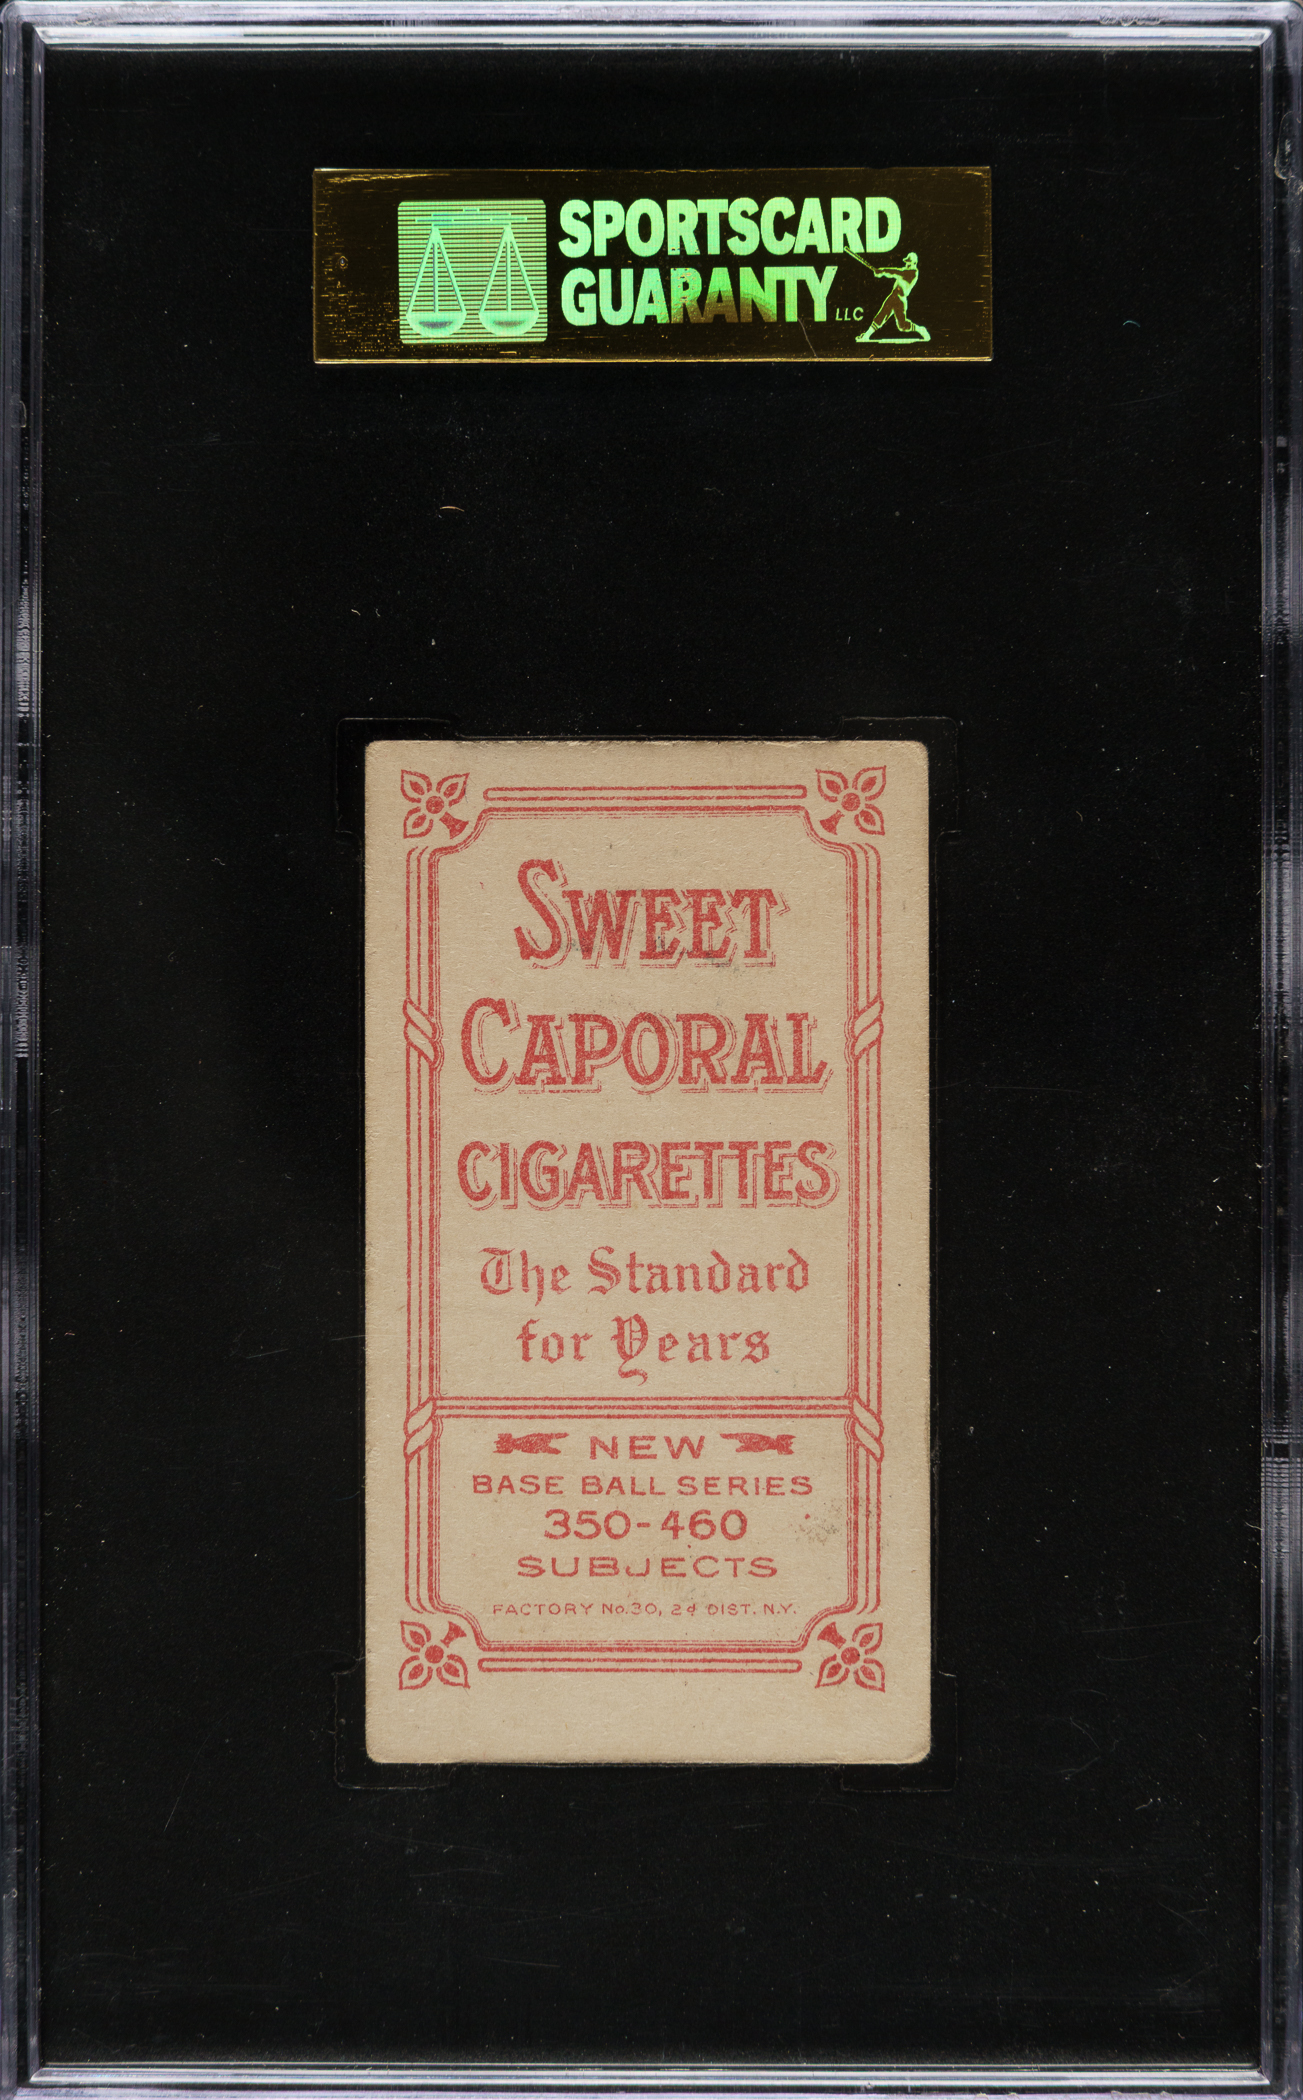 SPORTSCARD
GUARANTY LLC
SWEET
CAPORAL
CIGARETTES
The Standard
for Years
NEW
BASE BALL SERIES
350-460
SUBJECTS
FACTORY No. 30, 2d DIST. N.Y.